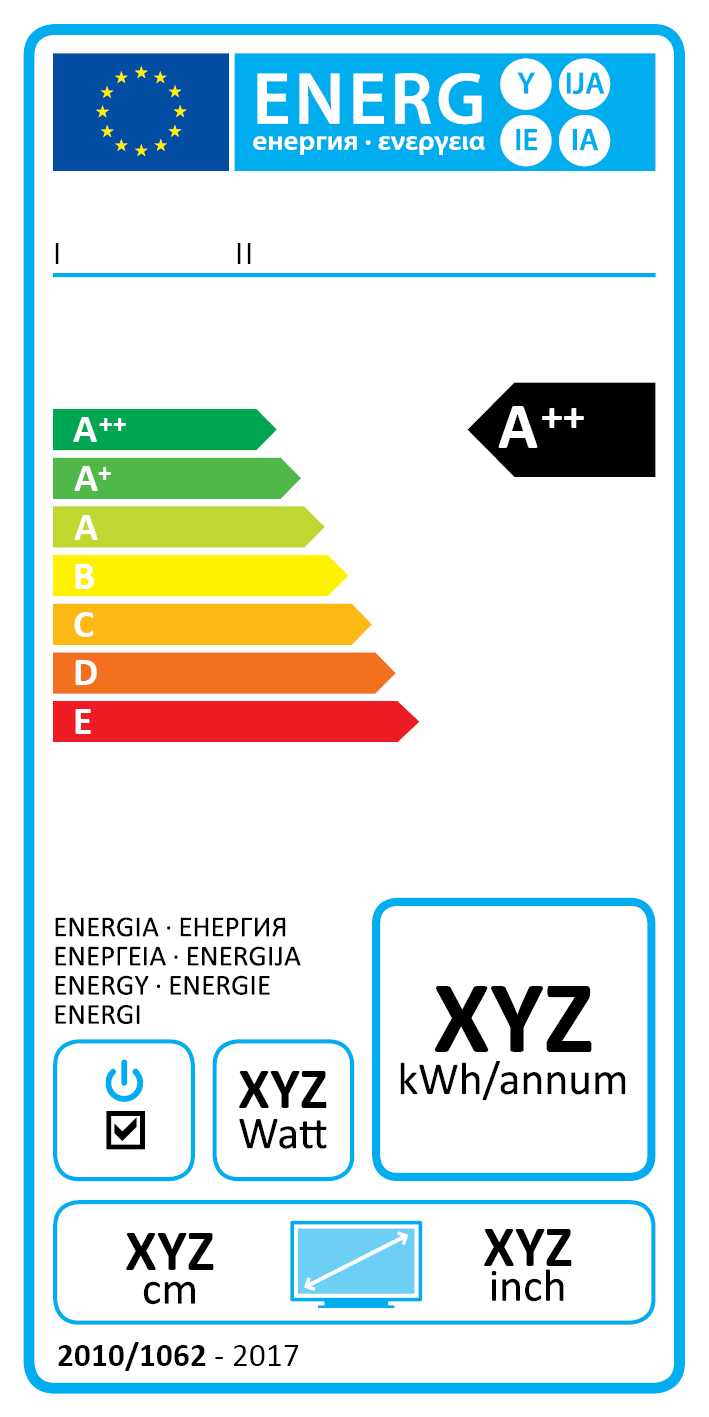 ENERG Y IJA
енергия · ενεργεια IE IA
I II
A++
A++
A+
A
B
C
D
E
ENERGIA · ЕНЕРГИЯ
ΕΝΕΡΓΕΙΑ · ENERGIJA
ENERGY · ENERGIE
ENERGI
XYZ
kWh/annum
XYZ
Watt
XYZ
cm
XYZ
inch
2010/1062 - 2017